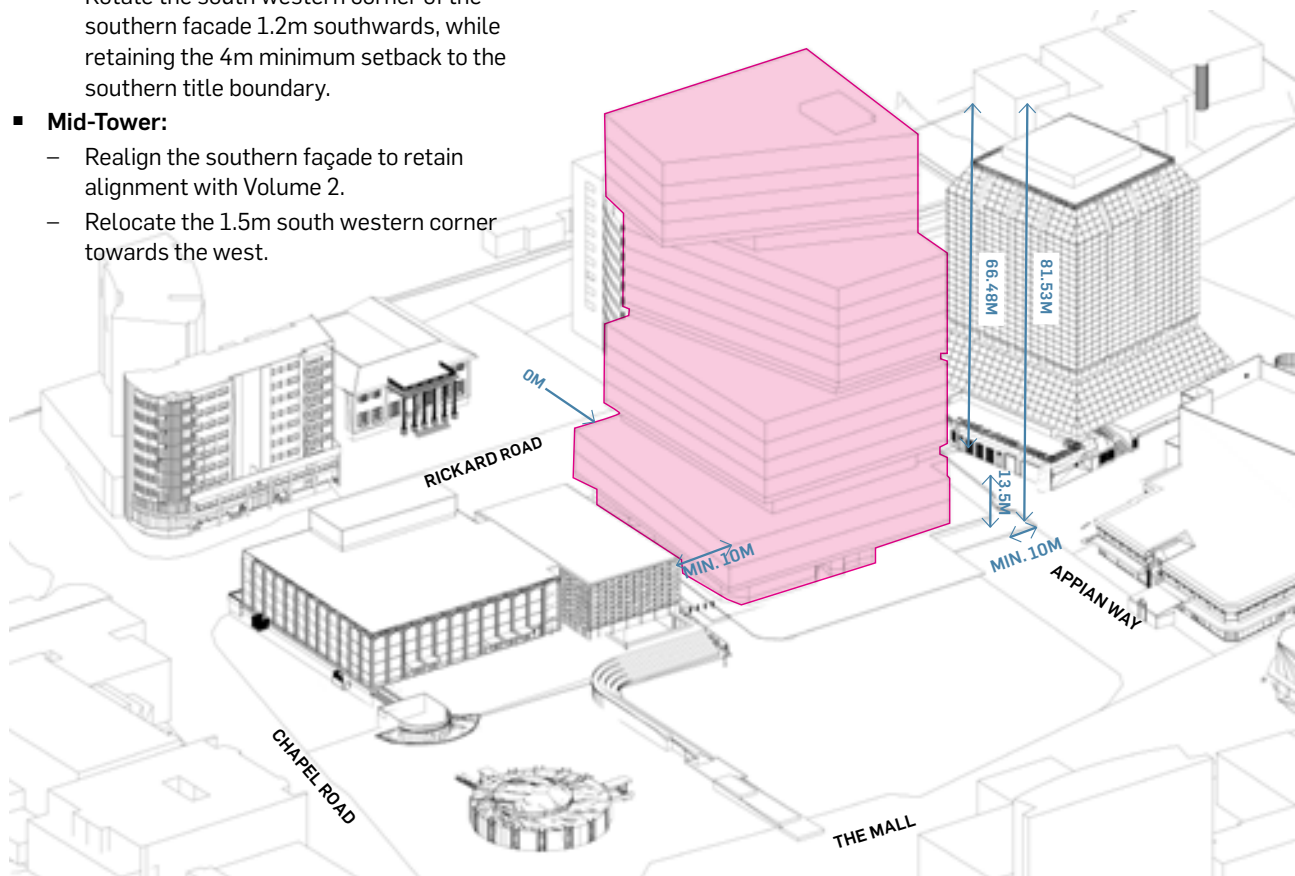 Rotate the south western corner of the
southern facade 1.2m southwards, while
retaining the 4m minimum setback to the
southern title boundary.
▪ Mid-Tower:
– Realign the southern façade to retain
alignment with Volume 2.
– Relocate the 1.5m south western corner
towards the west.
66.48M
81.53M
0M
RICKARD ROAD
13.5M
MIN. 10M
MIN. 10M
APPIAN WAY
CHAPEL ROAD
THE MALL